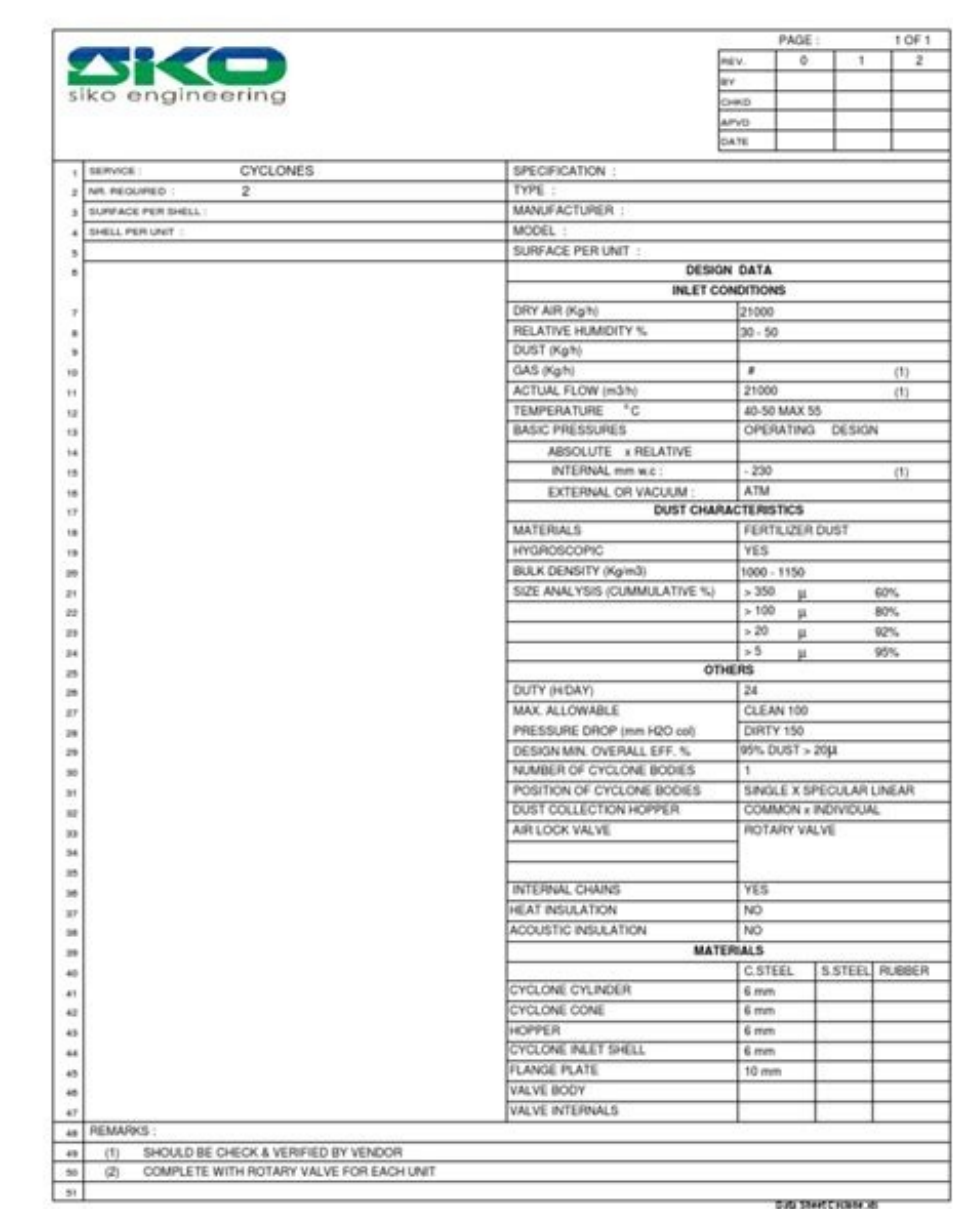 SIKO
siko engineering
PAGE : 1 OF 1
REV. 0 1 2
BY
CHKD
APVD
DATE
1 SERVICE : CYCLONES SPECIFICATION :
2 NR. REQUIRED : 2 TYPE :
3 SURFACE PER SHELL : MANUFACTURER :
4 SHELL PER UNIT : MODEL :
5 SURFACE PER UNIT :
6 DESIGN DATA
INLET CONDITIONS
7 DRY AIR (Kg/h) 21000
8 RELATIVE HUMIDITY % 30 - 50
9 DUST (Kg/h)
10 GAS (Kg/h) # (1)
11 ACTUAL FLOW (m3/h) 21000 (1)
12 TEMPERATURE °C 40-50 MAX 55
13 BASIC PRESSURES OPERATING DESIGN
14 ABSOLUTE x RELATIVE
15 INTERNAL mm w.c : - 230 (1)
16 EXTERNAL OR VACUUM : ATM
17 DUST CHARACTERISTICS
18 MATERIALS FERTILIZER DUST
19 HYGROSCOPIC YES
20 BULK DENSITY (Kg/m3) 1000 - 1150
21 SIZE ANALYSIS (CUMMULATIVE %) > 350 µ 60%
22 > 100 µ 80%
23 > 20 µ 92%
24 > 5 µ 95%
25 OTHERS
26 DUTY (H/DAY) 24
27 MAX. ALLOWABLE CLEAN 100
28 PRESSURE DROP (mm H2O col) DIRTY 150
29 DESIGN MIN. OVERALL EFF. % 95% DUST > 20µ
30 NUMBER OF CYCLONE BODIES 1
31 POSITION OF CYCLONE BODIES SINGLE X SPECULAR LINEAR
32 DUST COLLECTION HOPPER COMMON x INDIVIDUAL
33 AIR LOCK VALVE ROTARY VALVE
34
35
36 INTERNAL CHAINS YES
37 HEAT INSULATION NO
38 ACOUSTIC INSULATION NO
39 MATERIALS
40 C.STEEL S.STEEL RUBBER
41 CYCLONE CYLINDER 6 mm
42 CYCLONE CONE 6 mm
43 HOPPER 6 mm
44 CYCLONE INLET SHELL 6 mm
45 FLANGE PLATE 10 mm
46 VALVE BODY
47 VALVE INTERNALS
48 REMARKS :
49 (1) SHOULD BE CHECK & VERIFIED BY VENDOR
50 (2) COMPLETE WITH ROTARY VALVE FOR EACH UNIT
51
Data Sheet Cyclone.xls